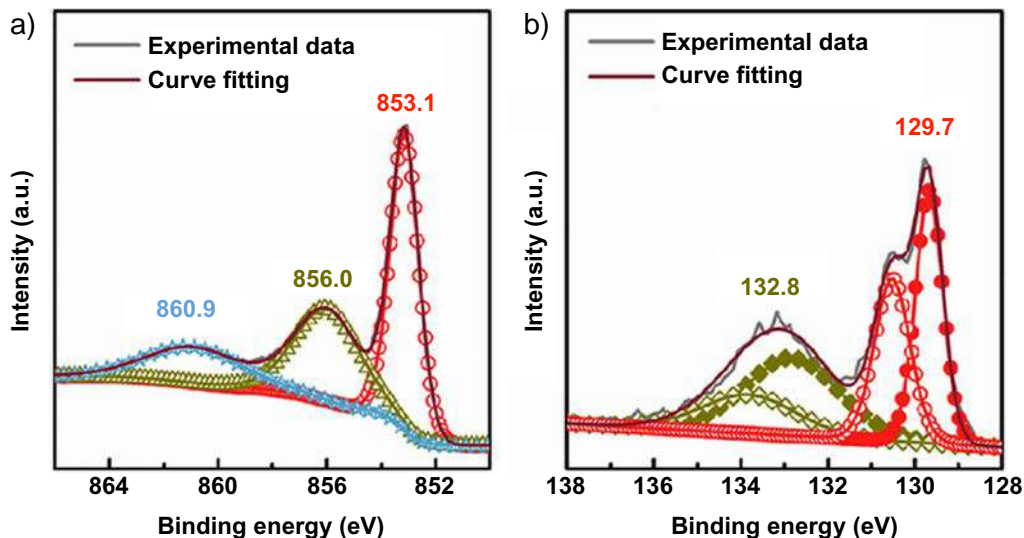 a)
Experimental data
Curve fitting
853.1
856.0
860.9
Intensity (a.u.)
864 860 856 852
Binding energy (eV)
b)
Experimental data
Curve fitting
129.7
132.8
Intensity (a.u.)
138 136 134 132 130 128
Binding energy (eV)